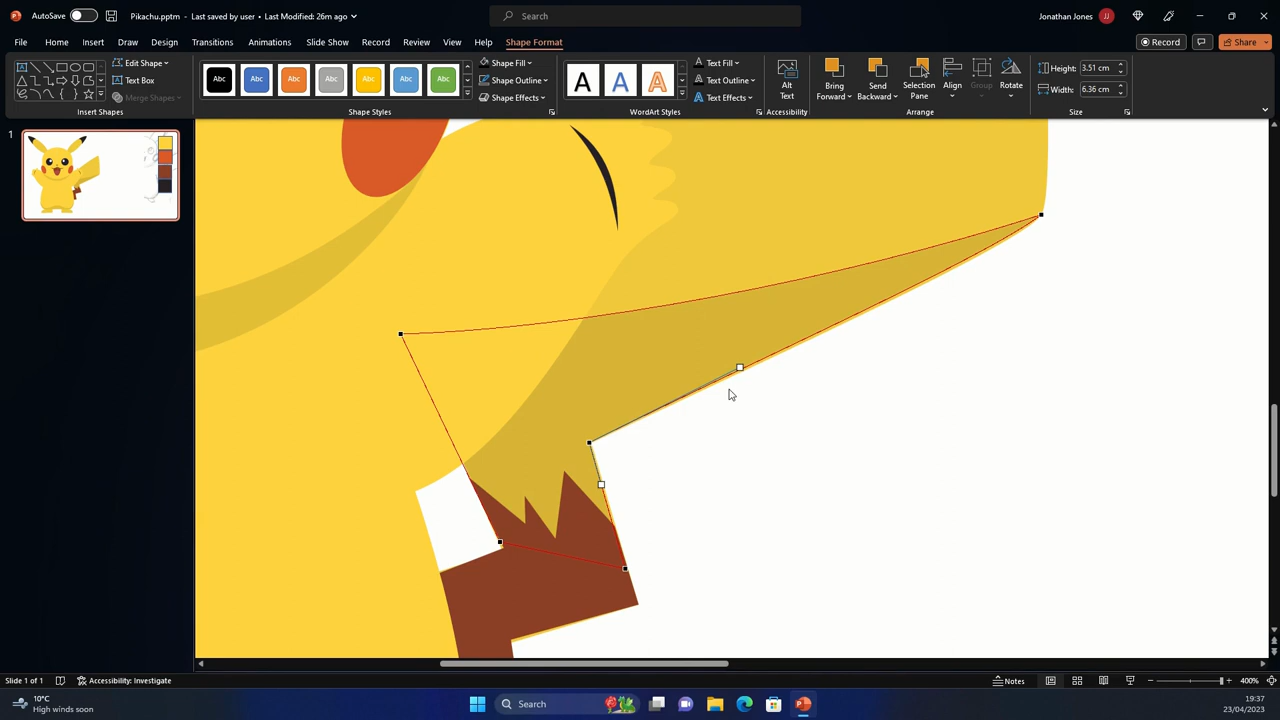 AutoSave Off Pikachu.pptm • Last saved by user • Last Modified: 26m ago Search Jonathan Jones JJ
File Home Insert Draw Design Transitions Animations Slide Show Record Review View Help Shape Format Record Share
Edit Shape Text Box Merge Shapes
Insert Shapes
Abc Abc Abc Abc Abc Abc Abc
Shape Fill Shape Outline Shape Effects
Shape Styles
A A A
Text Fill Text Outline Text Effects
WordArt Styles
Alt Text
Accessibility
Bring Forward Send Backward Selection Pane Align Group Rotate
Arrange
Height: 3.51 cm
Width: 6.36 cm
Size
1
Slide 1 of 1 Accessibility: Investigate Notes 400%
10°C
High winds soon
Search
19:37
23/04/2023